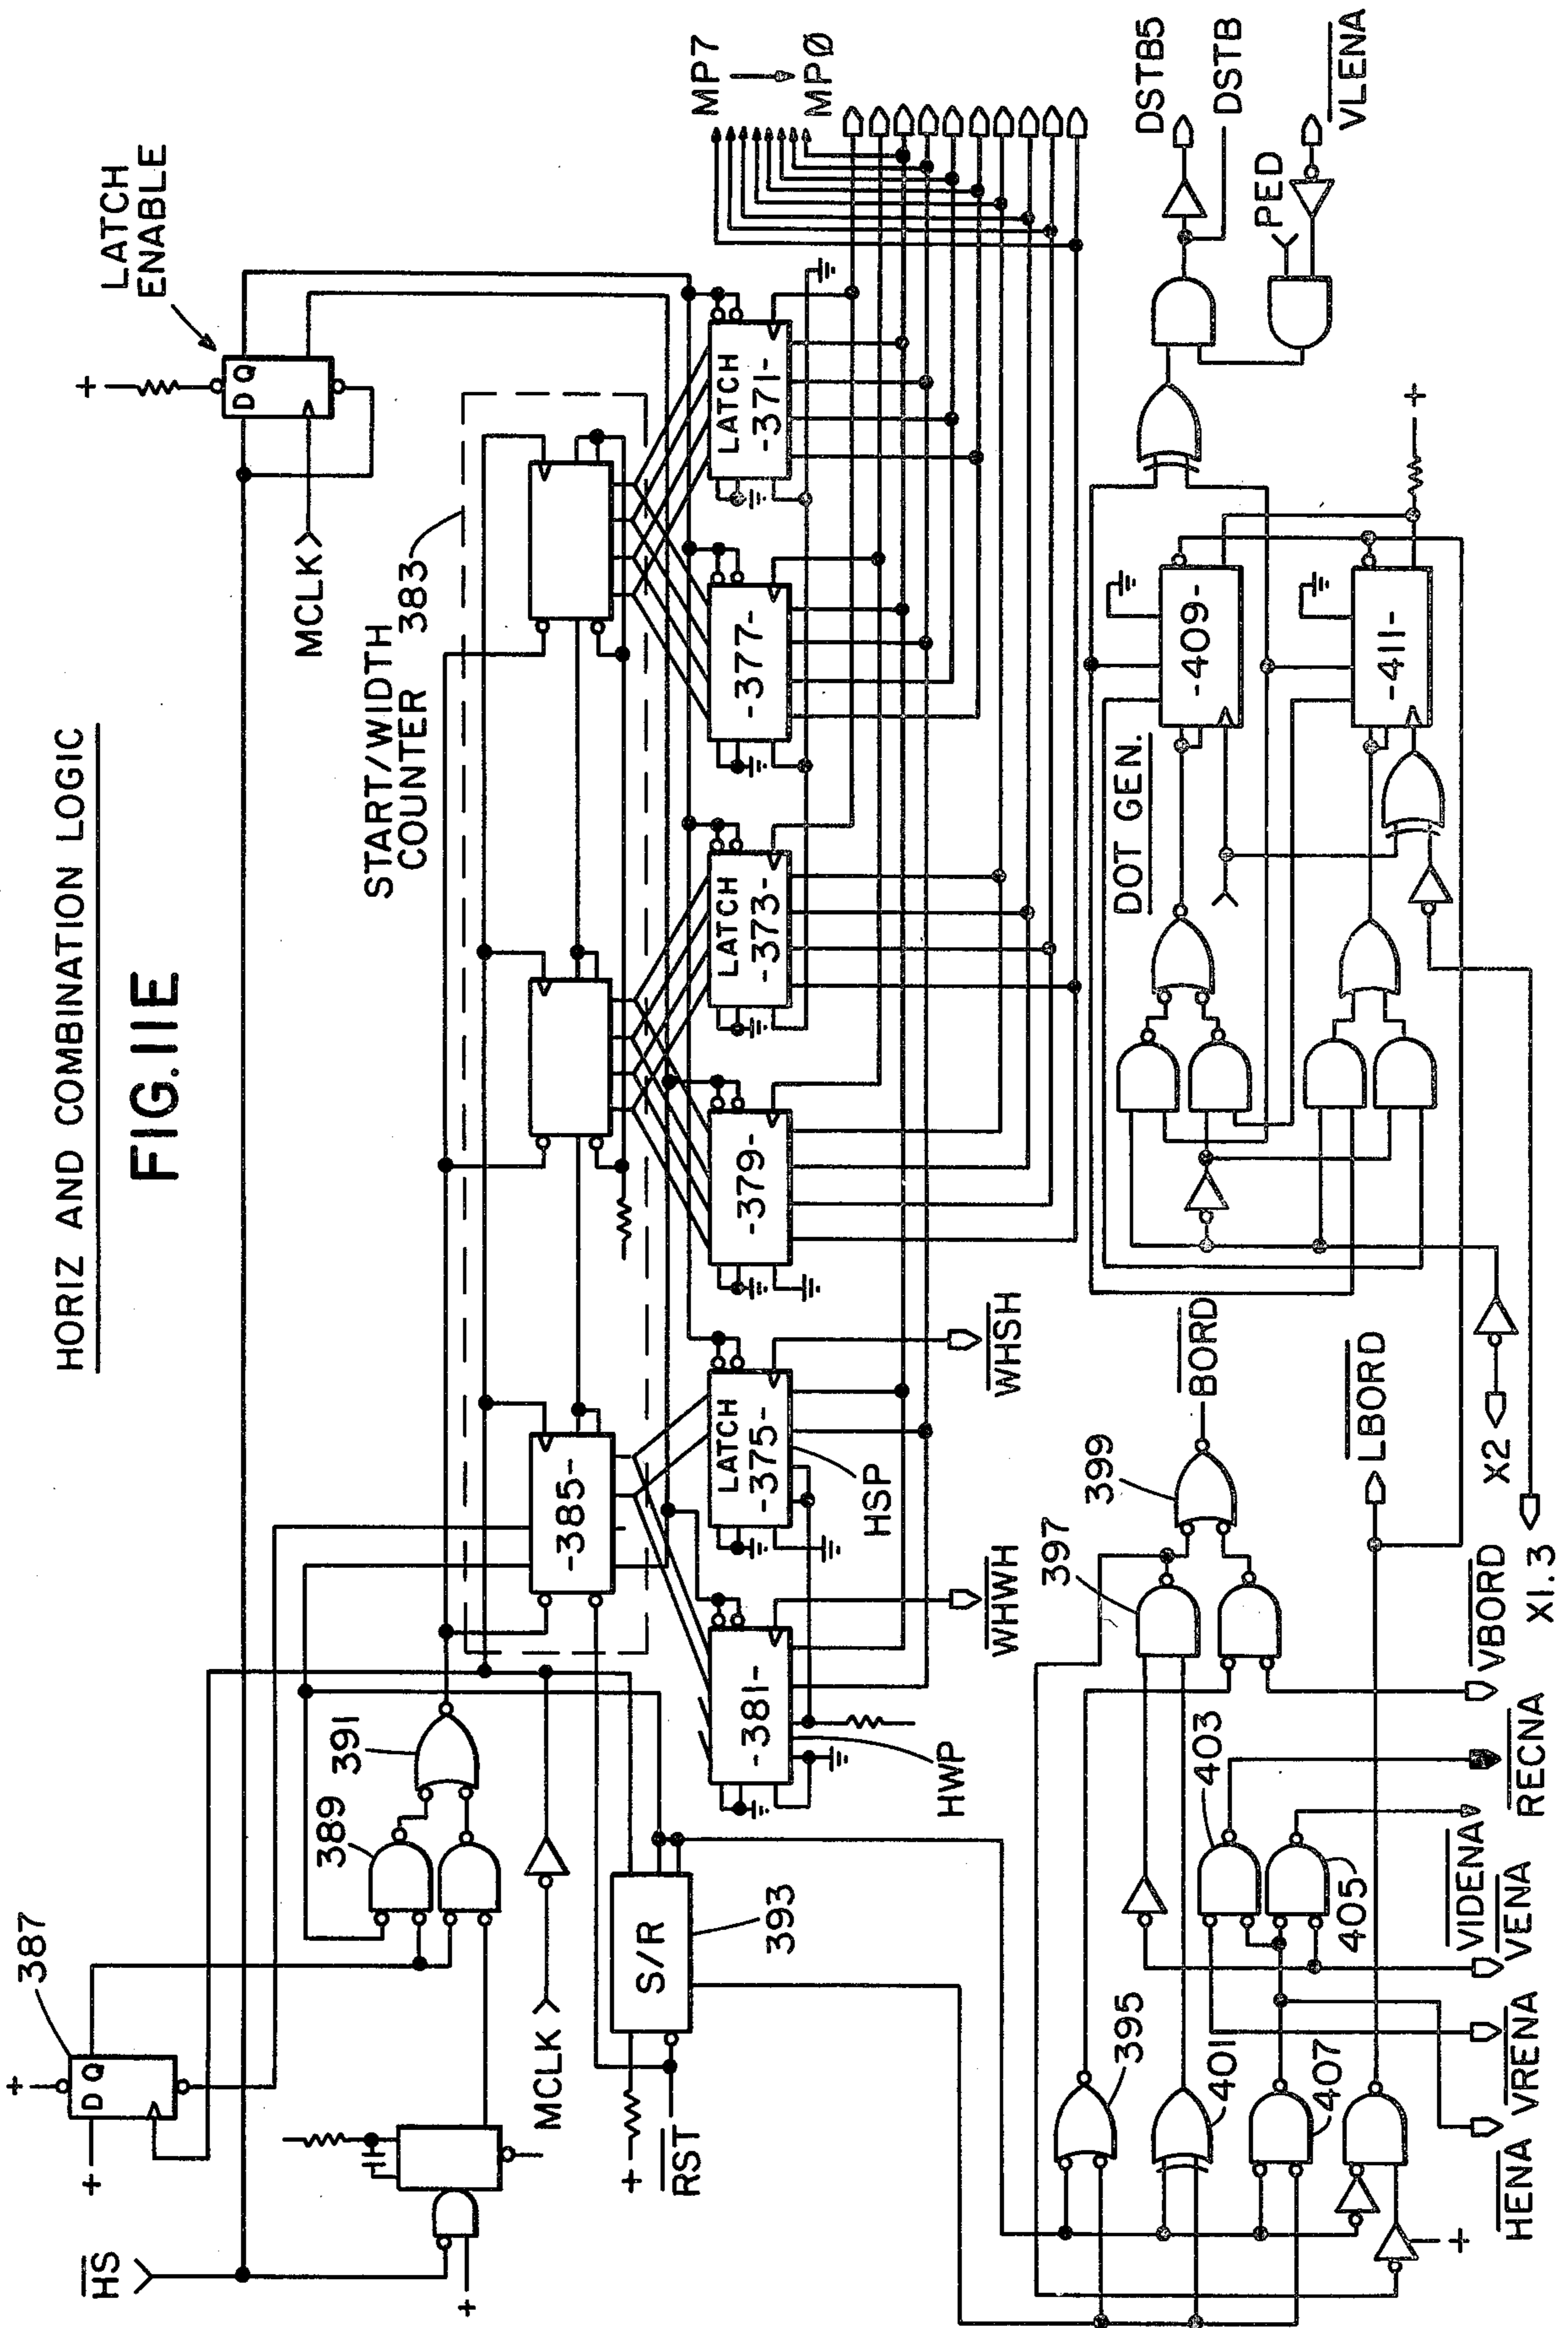 HORIZ AND COMBINATION LOGIC
FIG.11E
LATCH
ENABLE
+
D Q
MCLK
START/WIDTH
COUNTER 383
MP7
MPØ
387
+
+
D Q
HS
+
389
391
MCLK
+
RST
S/R
393
-385-
-381-
HWP
WHWH
LATCH
-375-
HSP
WHSH
-379-
LATCH
-373-
-377-
LATCH
-371-
395
401
407
403
405
397
399
BORD
LBORD
+
HENA
VRENA
VIDENA
VENA
RECNA
VBORD
X1.3
X2
DOT GEN.
-409-
-411-
+
DSTB5
DSTB
PED
VLENA